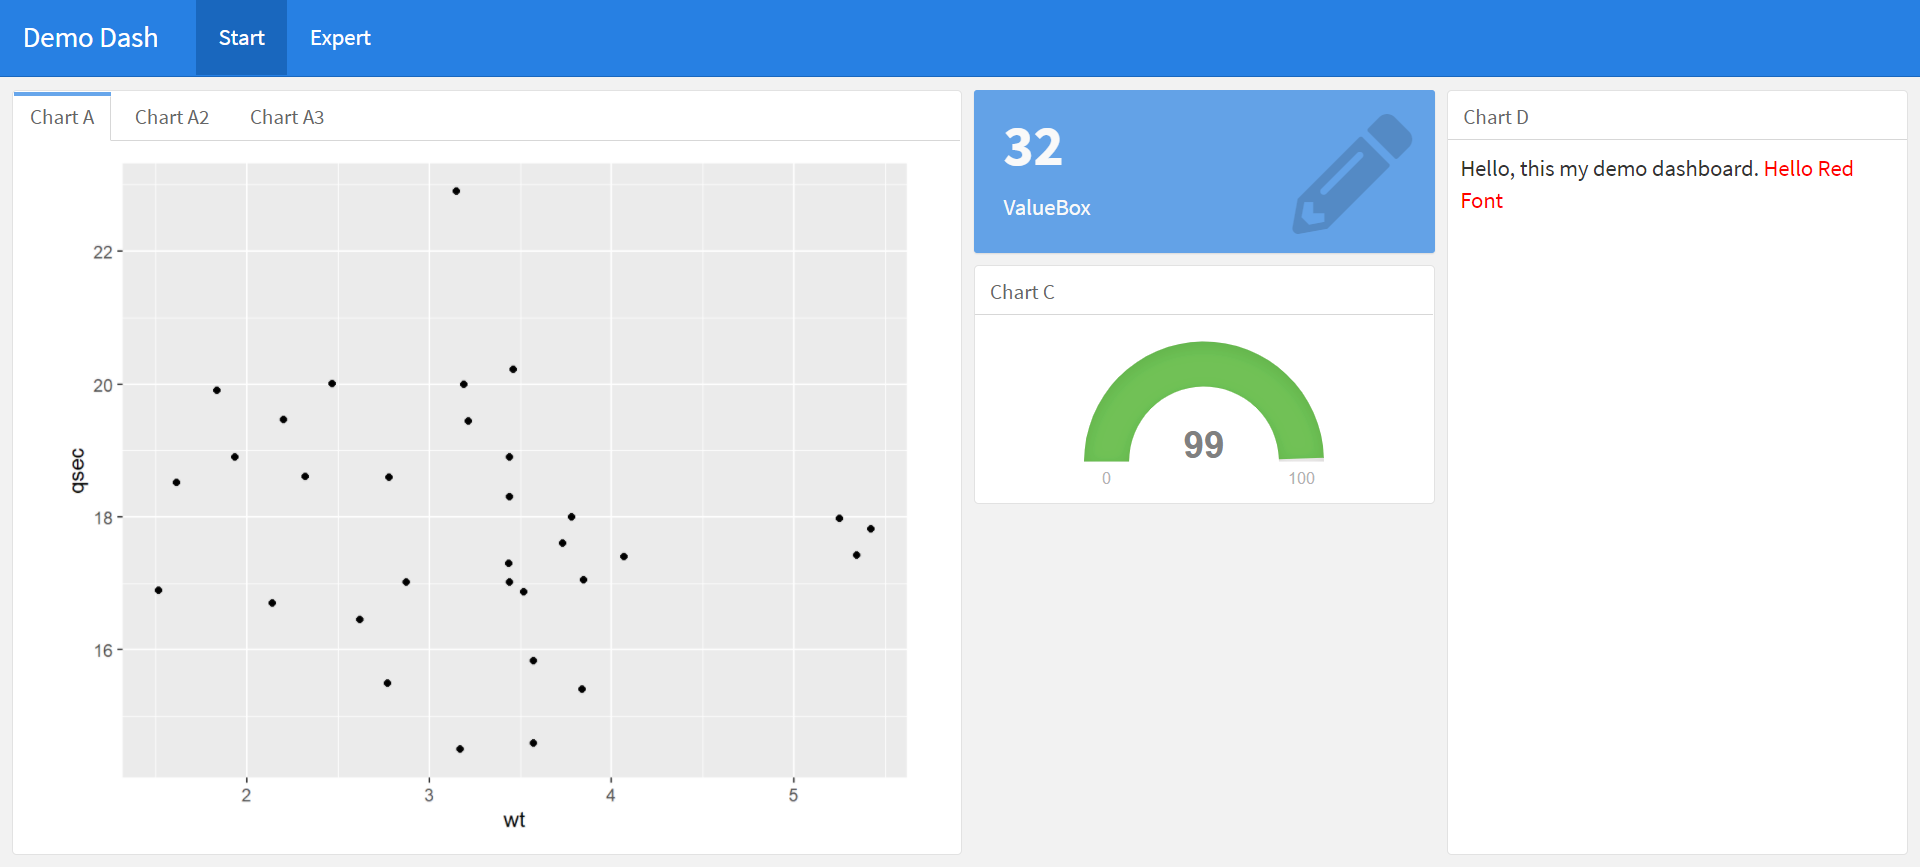 Demo Dash Start Expert
Chart A Chart A2 Chart A3
22
20
18
16
qsec
2 3 4 5
wt
32
ValueBox
Chart C
99
0 100
Chart D
Hello, this my demo dashboard. Hello Red
Font